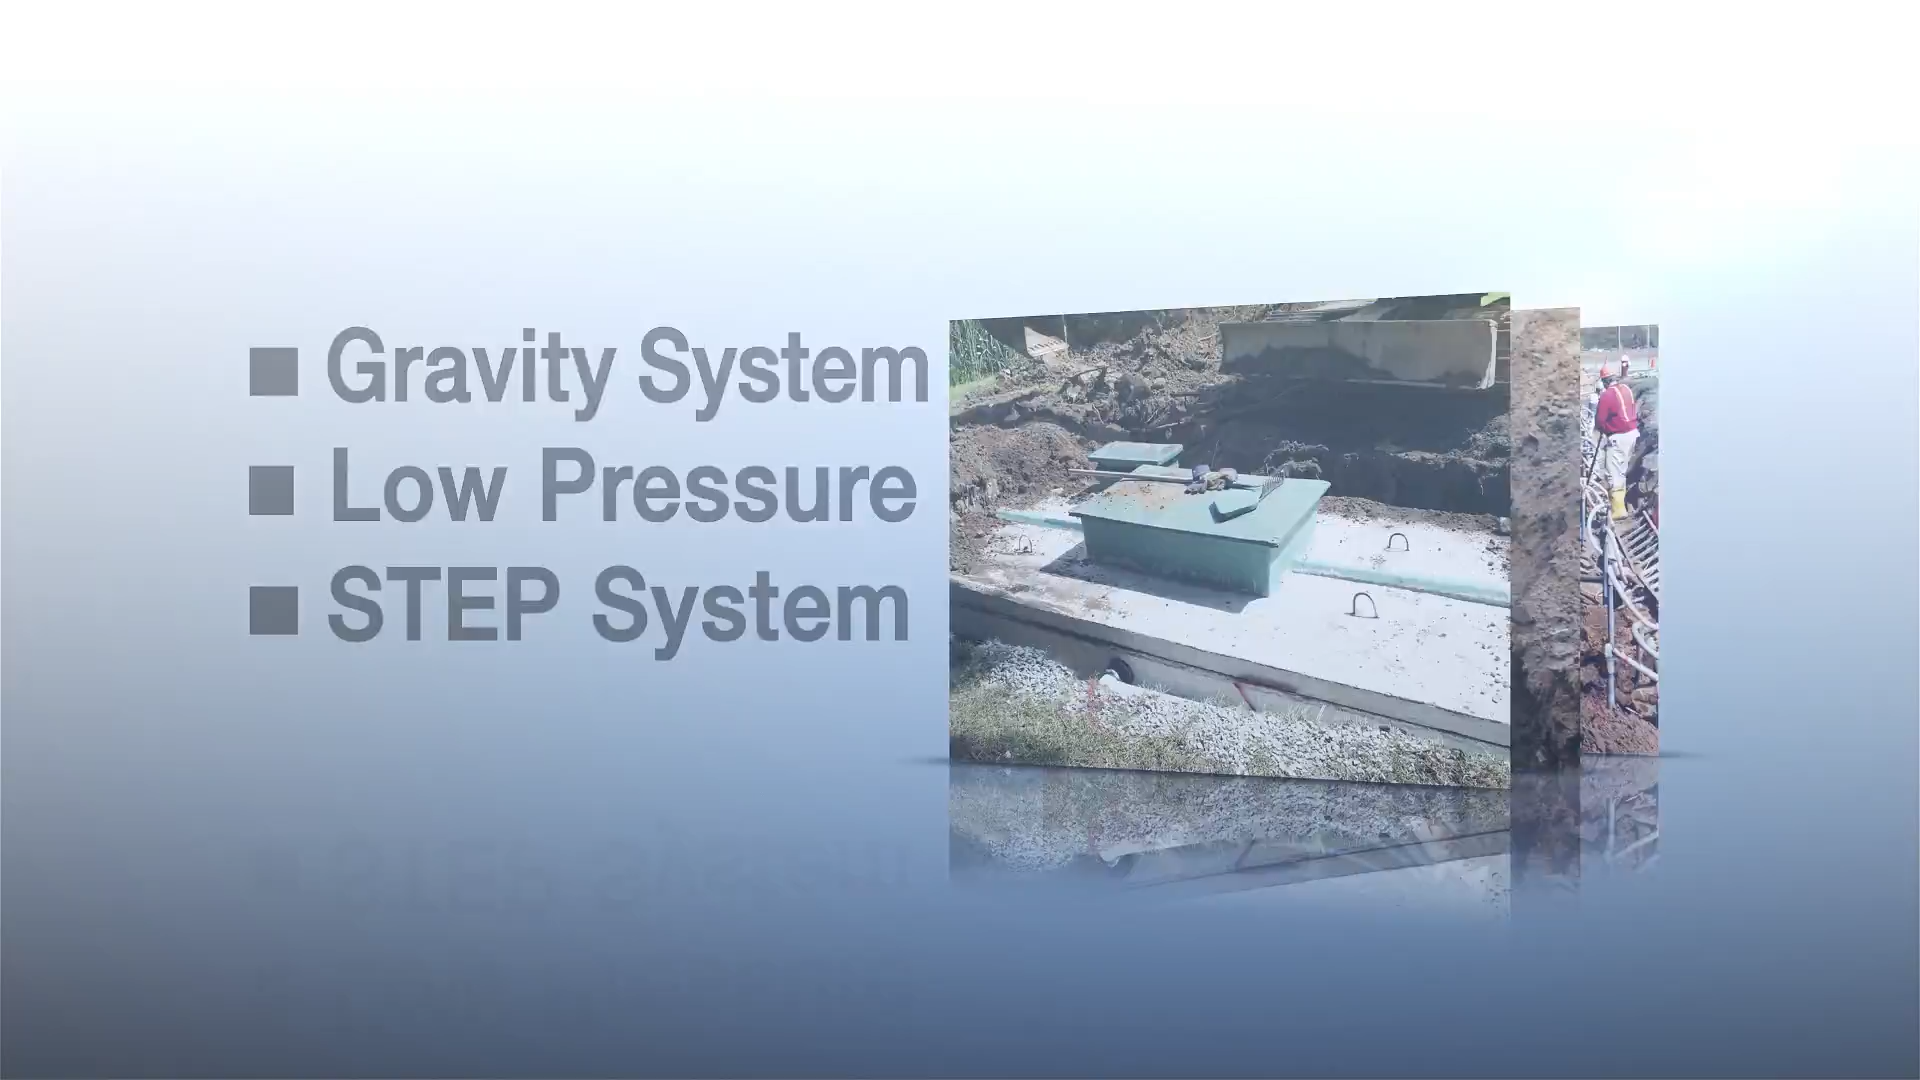 ■ Gravity System
■ Low Pressure
■ STEP System